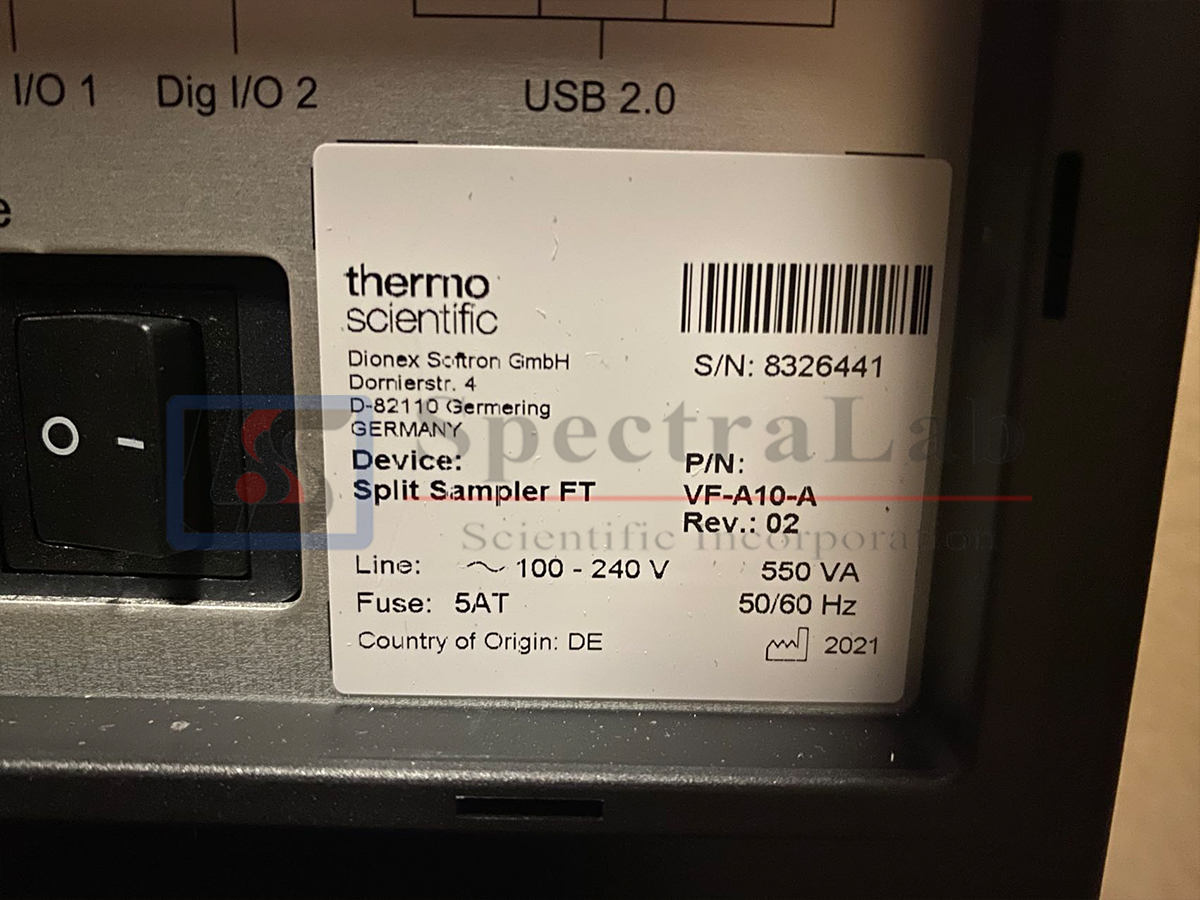 I/O 1
Dig I/O 2
USB 2.0
e
thermo
scientific
Dionex Softron GmbH
Dornierstr. 4
D-82110 Germering
GERMANY
S/N: 8326441
Device:
Split Sampler FT
P/N:
VF-A10-A
Rev.: 02
Line: ~ 100 - 240 V 550 VA
Fuse: 5AT 50/60 Hz
Country of Origin: DE 2021
O –
SpectraLab
Scientific Incorporation